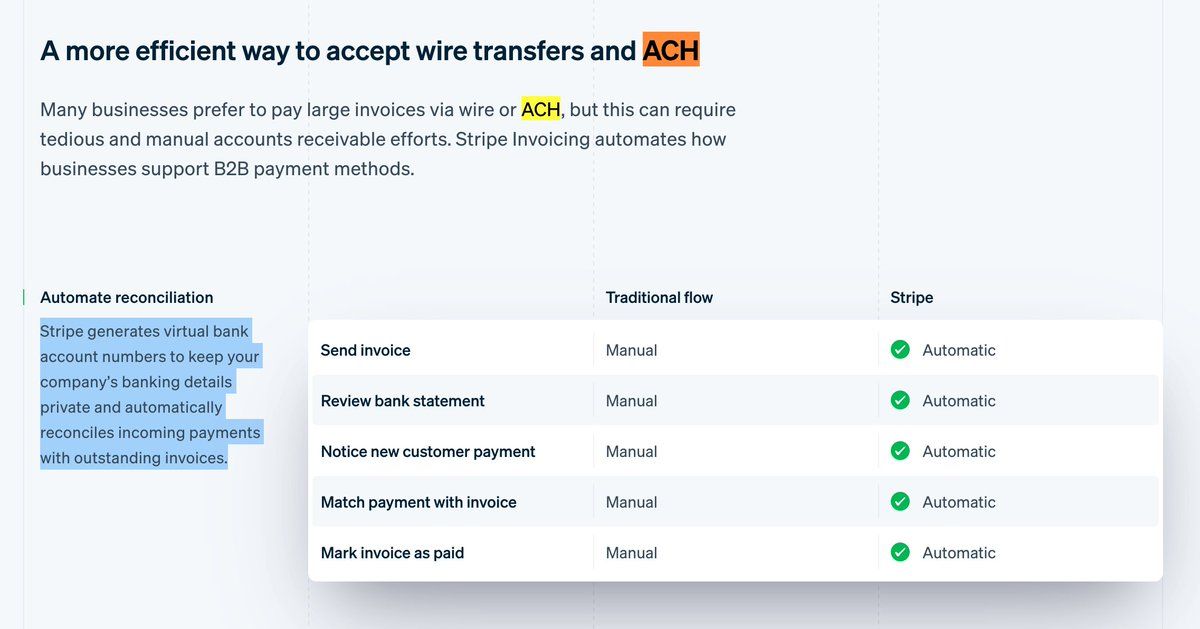 A more efficient way to accept wire transfers and ACH
Many businesses prefer to pay large invoices via wire or ACH, but this can require
tedious and manual accounts receivable efforts. Stripe Invoicing automates how
businesses support B2B payment methods.
Automate reconciliation
Stripe generates virtual bank
account numbers to keep your
company's banking details
private and automatically
reconciles incoming payments
with outstanding invoices.
Traditional flow Stripe
Send invoice Manual Automatic
Review bank statement Manual Automatic
Notice new customer payment Manual Automatic
Match payment with invoice Manual Automatic
Mark invoice as paid Manual Automatic